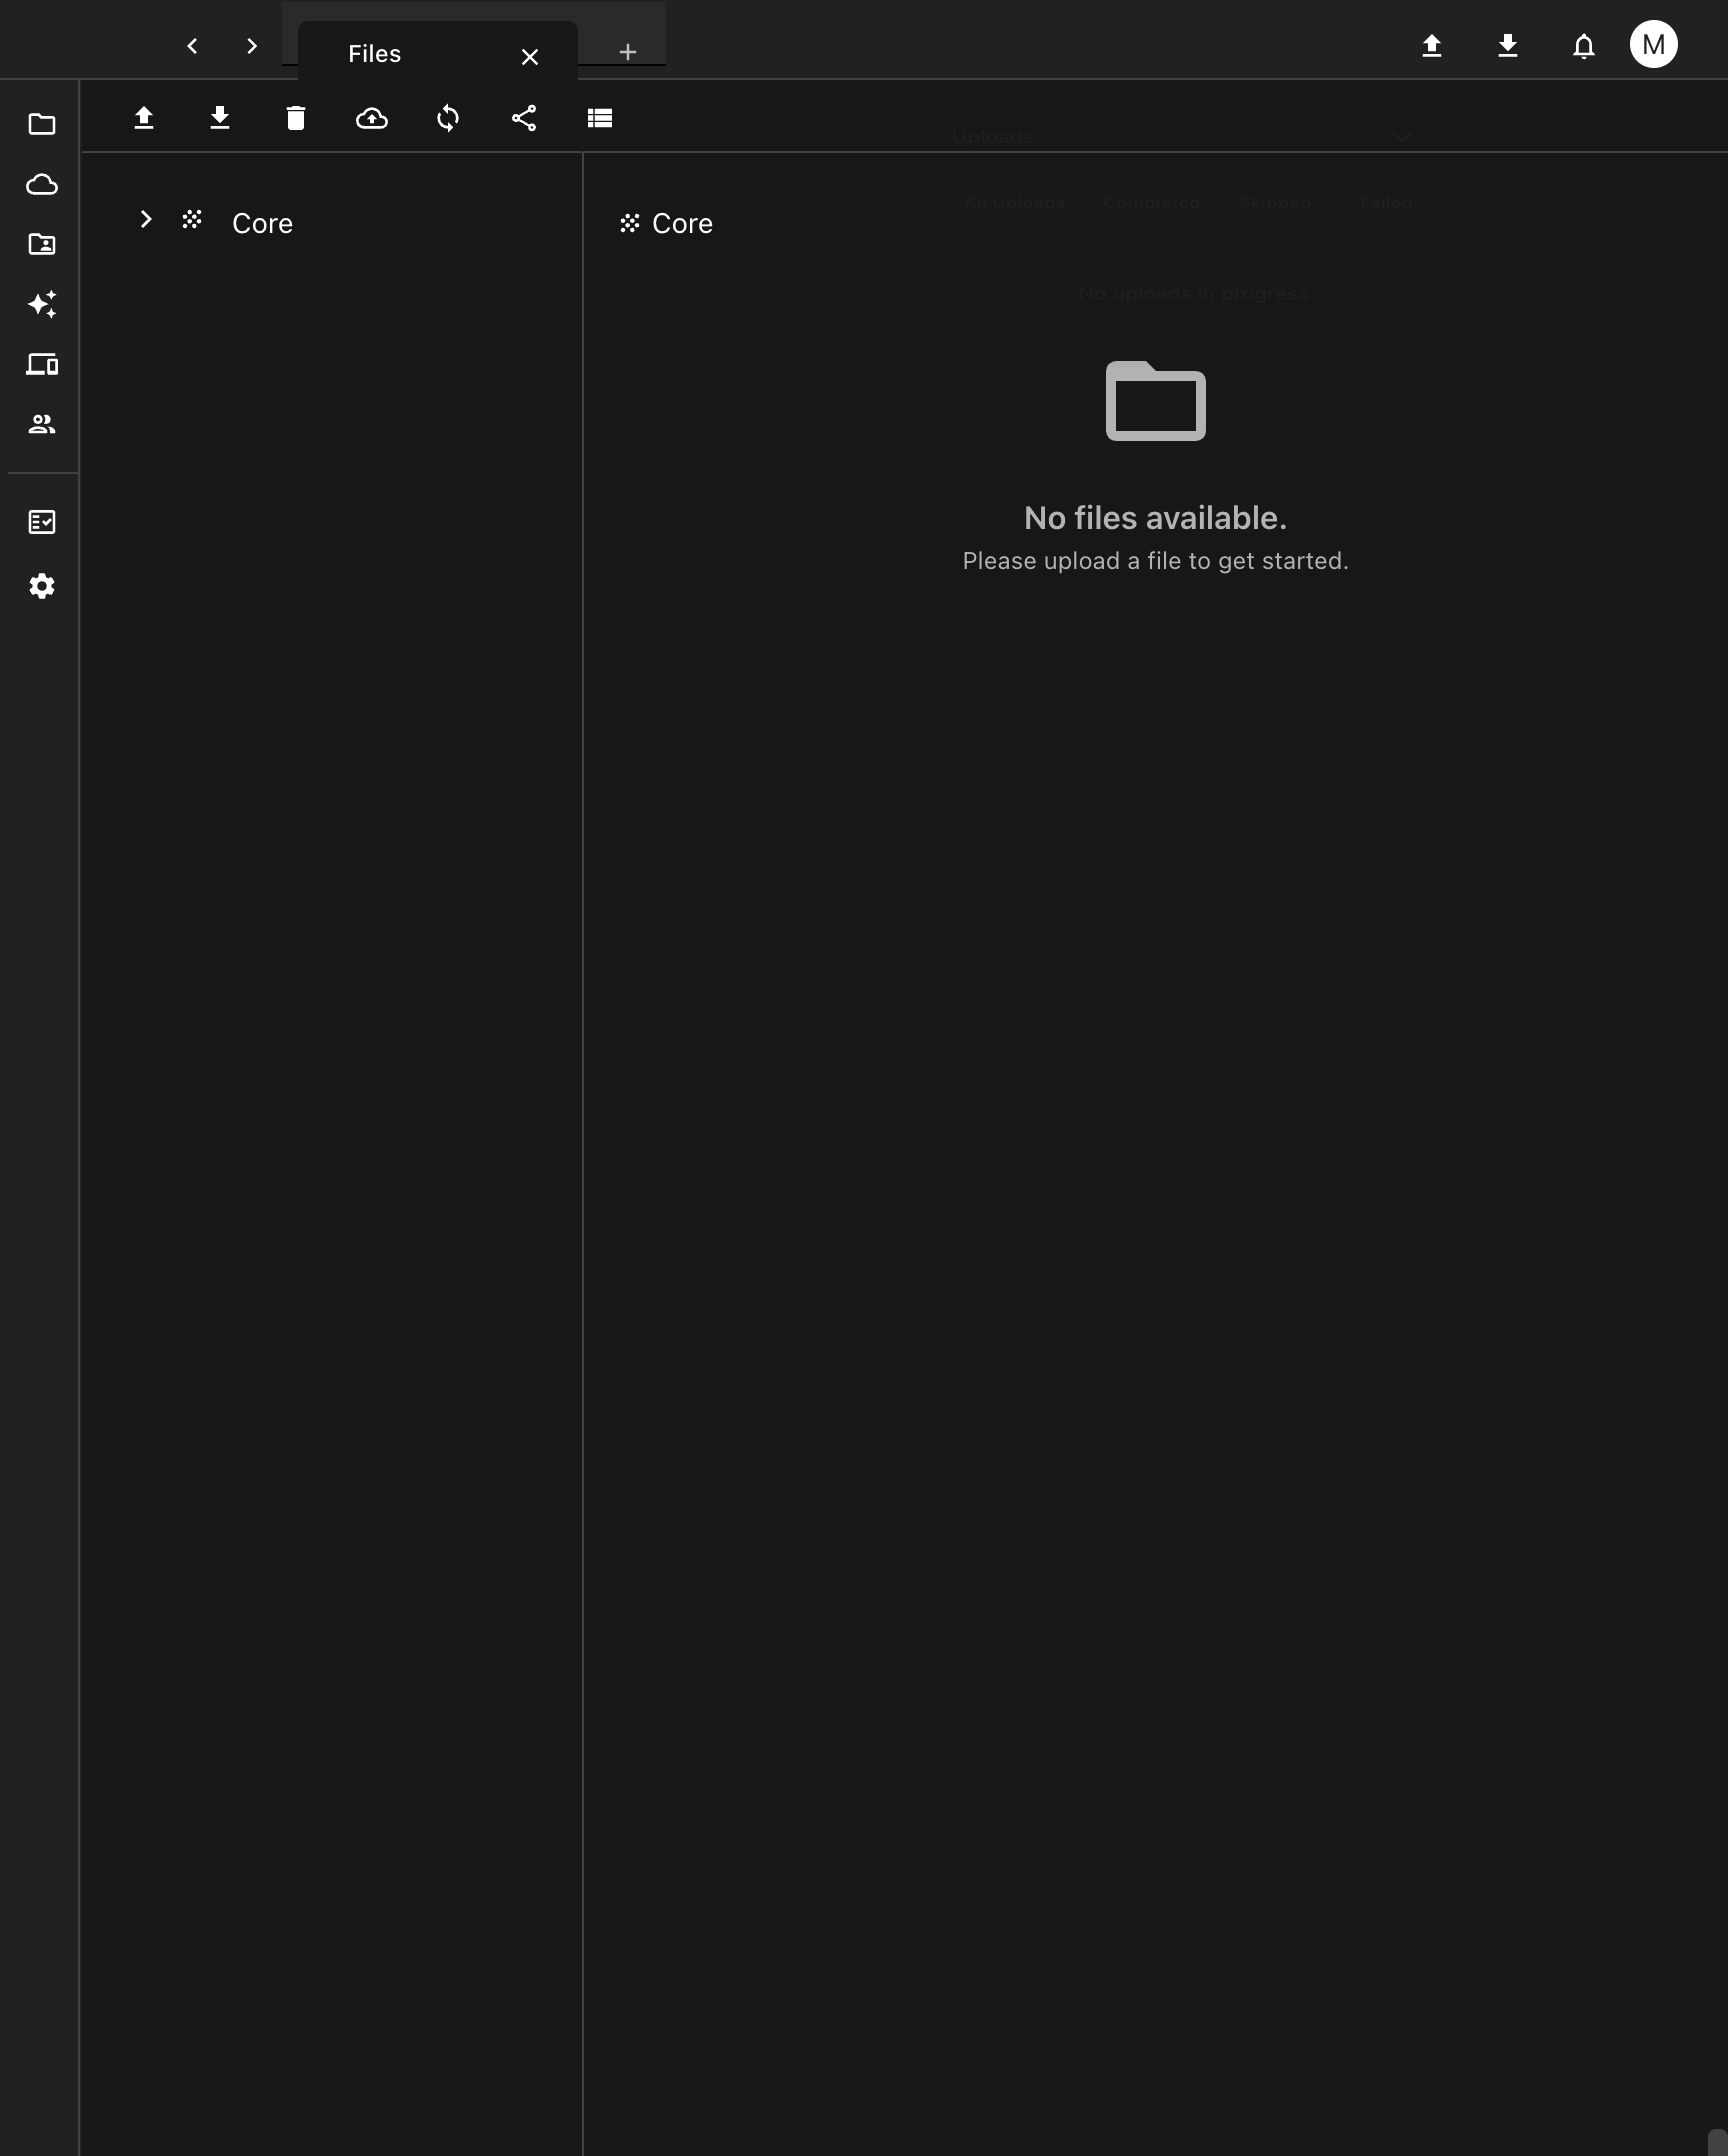 Files
M
Uploads
Core
Core
All Uploads
Completed
Skipped
Failed
No uploads in progress
No files available.
Please upload a file to get started.